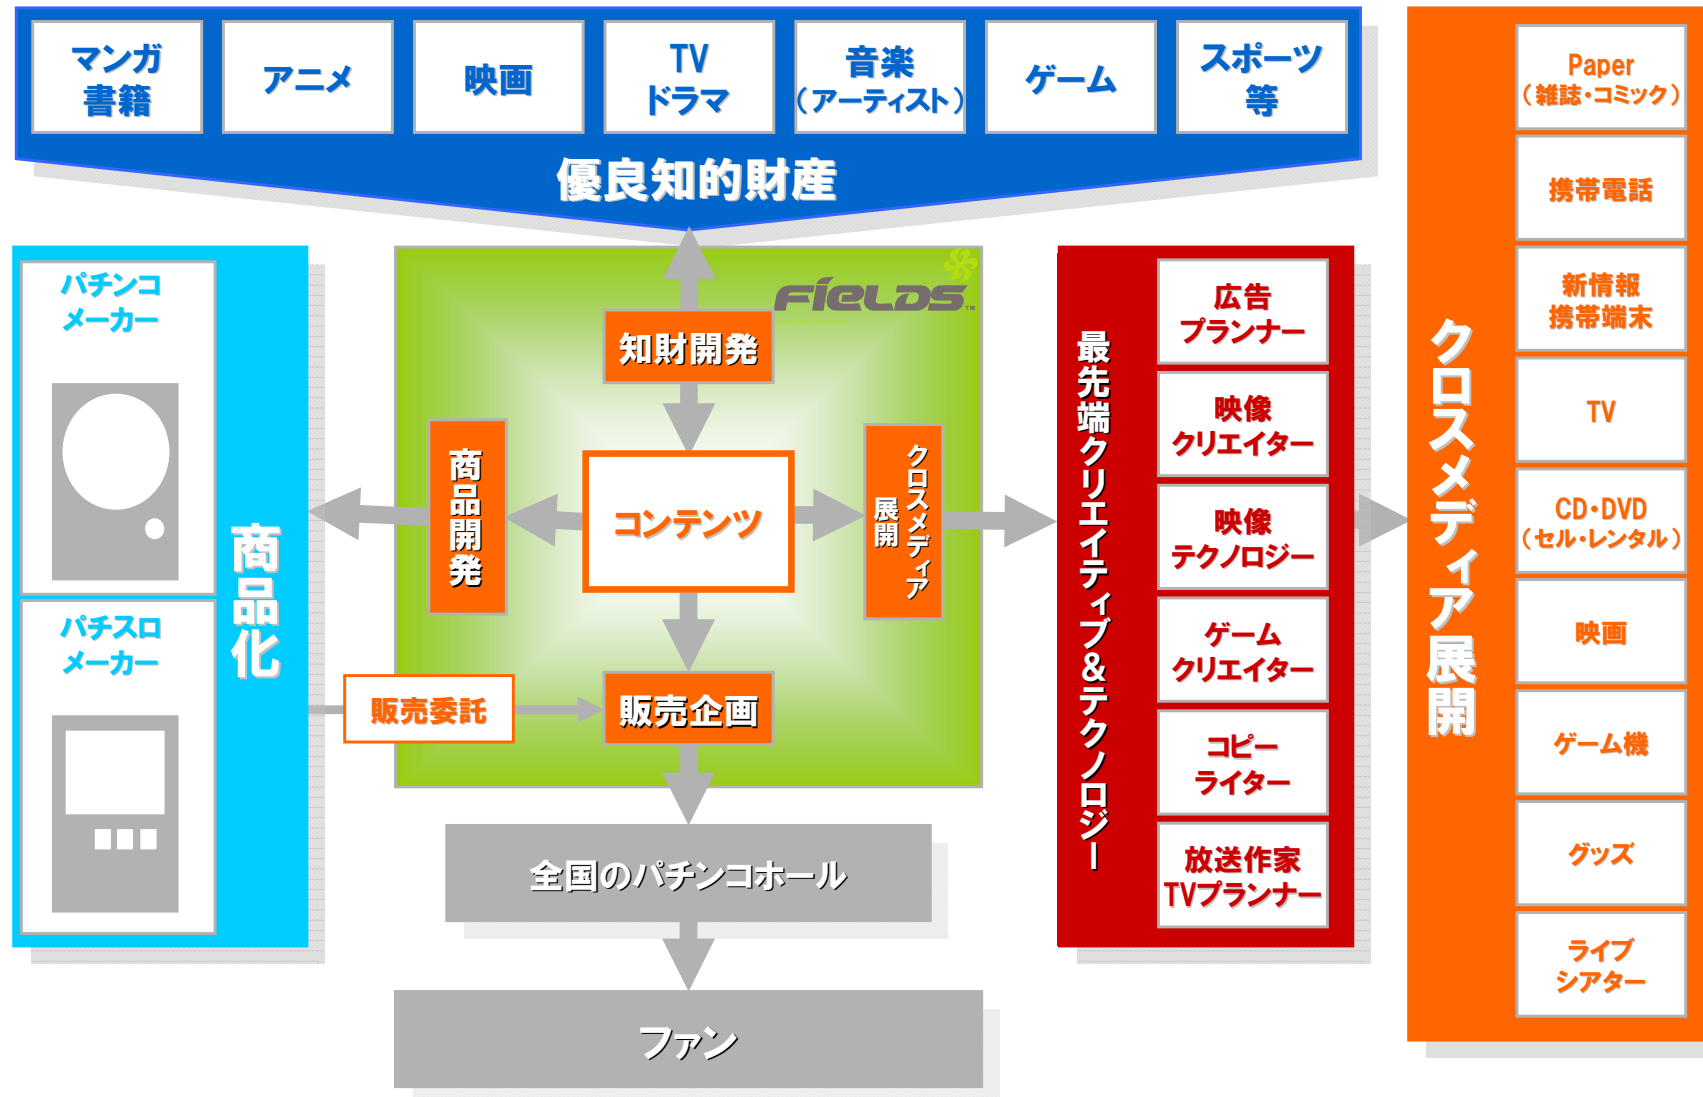 マンガ
書籍
アニメ
映画
TV
ドラマ
音楽
（アーティスト）
ゲーム
スポーツ
等
優良知的財産
パチンコ
メーカー
パチスロ
メーカー
商品化
FIELDS™
知財開発
商品開発
コンテンツ
クロスメディア
展開
販売委託
販売企画
全国のパチンコホール
ファン
最先端クリエイティブ＆テクノロジー
広告
プランナー
映像
クリエイター
映像
テクノロジー
ゲーム
クリエイター
コピー
ライター
放送作家
TVプランナー
クロスメディア展開
Paper
（雑誌・コミック）
携帯電話
新情報
携帯端末
TV
CD・DVD
（セル・レンタル）
映画
ゲーム機
グッズ
ライブ
シアター